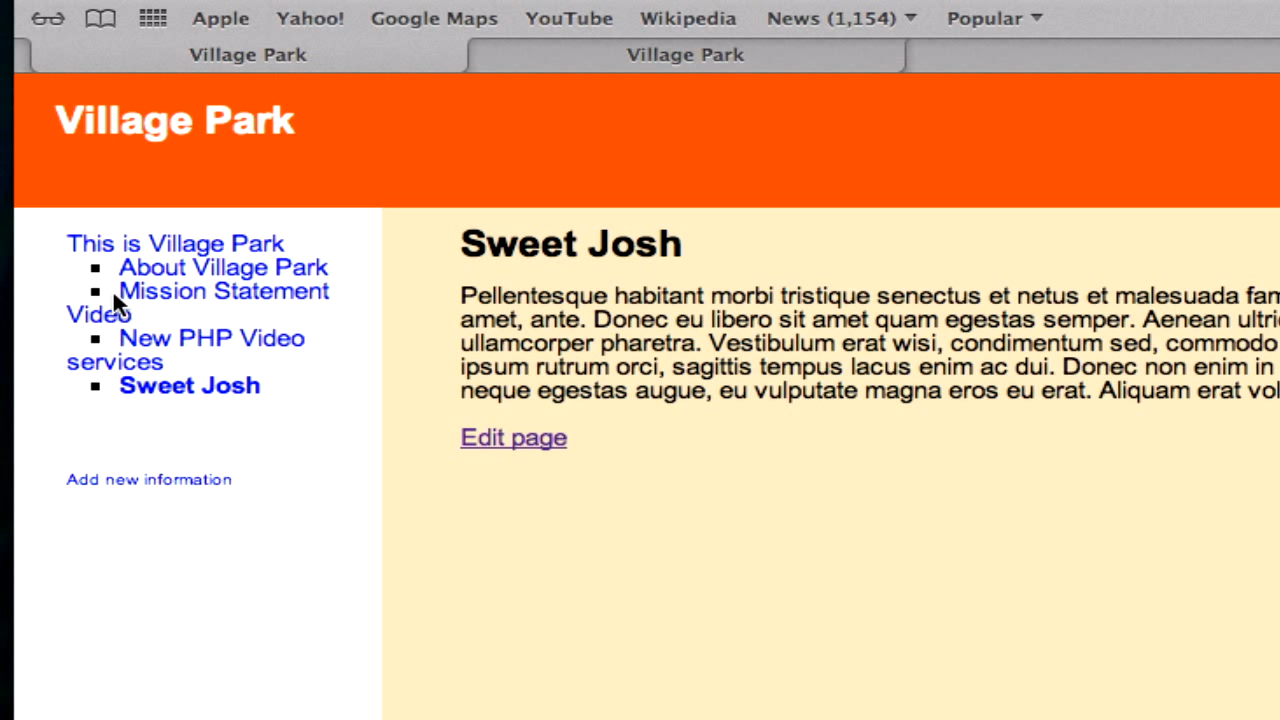 Apple Yahoo! Google Maps YouTube Wikipedia News (1,154) Popular
Village Park Village Park
Village Park
This is Village Park
About Village Park
Mission Statement
Video
New PHP Video
services
Sweet Josh
Add new information
Sweet Josh
Pellentesque habitant morbi tristique senectus et netus et malesuada fam
amet, ante. Donec eu libero sit amet quam egestas semper. Aenean ultri
ullamcorper pharetra. Vestibulum erat wisi, condimentum sed, commodo
ipsum rutrum orci, sagittis tempus lacus enim ac dui. Donec non enim in
neque egestas augue, eu vulputate magna eros eu erat. Aliquam erat vol
Edit page